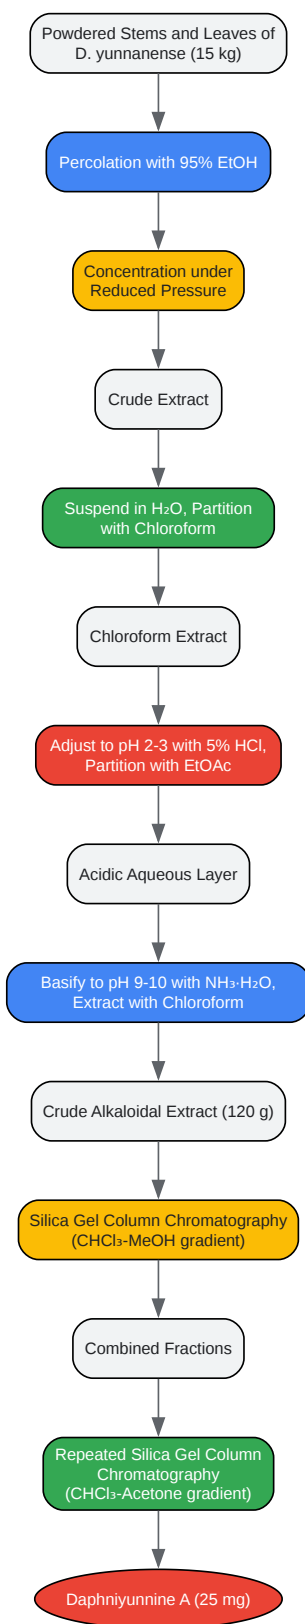 Powdered Stems and Leaves of
D. yunnanense (15 kg)
Percolation with 95% EtOH
Concentration under
Reduced Pressure
Crude Extract
Suspend in H₂O, Partition
with Chloroform
Chloroform Extract
Adjust to pH 2-3 with 5% HCl,
Partition with EtOAc
Acidic Aqueous Layer
Basify to pH 9-10 with NH₃·H₂O,
Extract with Chloroform
Crude Alkaloidal Extract (120 g)
Silica Gel Column Chromatography
(CHCl₃-MeOH gradient)
Combined Fractions
Repeated Silica Gel Column
Chromatography
(CHCl₃-Acetone gradient)
Daphniyunnine A (25 mg)